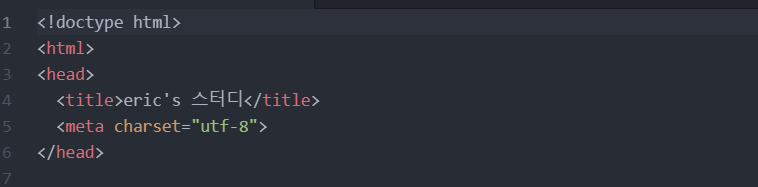 1 <!doctype html>
2 <html>
3 <head>
4   <title>eric's 스터디</title>
5   <meta charset="utf-8">
6 </head>
7